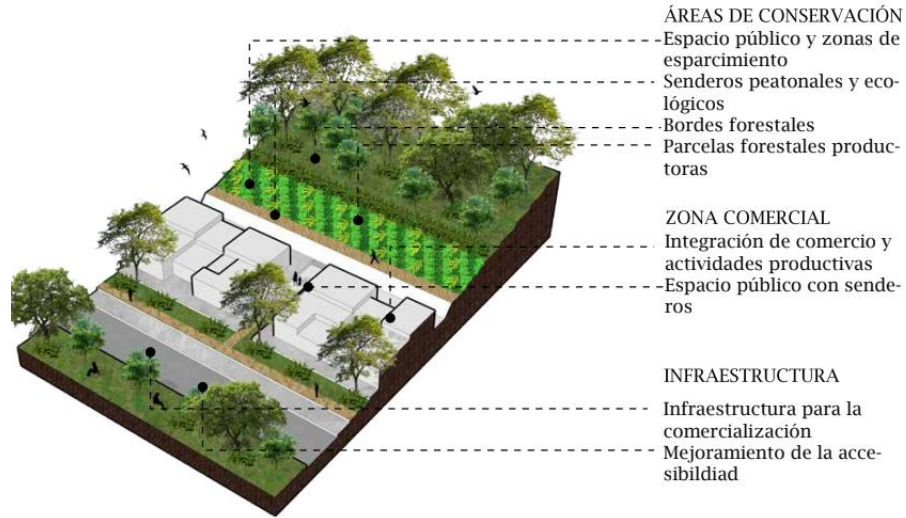 ÁREAS DE CONSERVACIÓN
Espacio público y zonas de
esparcimiento
Senderos peatonales y eco-
lógicos
Bordes forestales
Parcelas forestales produc-
toras
ZONA COMERCIAL
Integración de comercio y
actividades productivas
Espacio público con sende-
ros
INFRAESTRUCTURA
Infraestructura para la
comercialización
Mejoramiento de la acce-
sibildiad